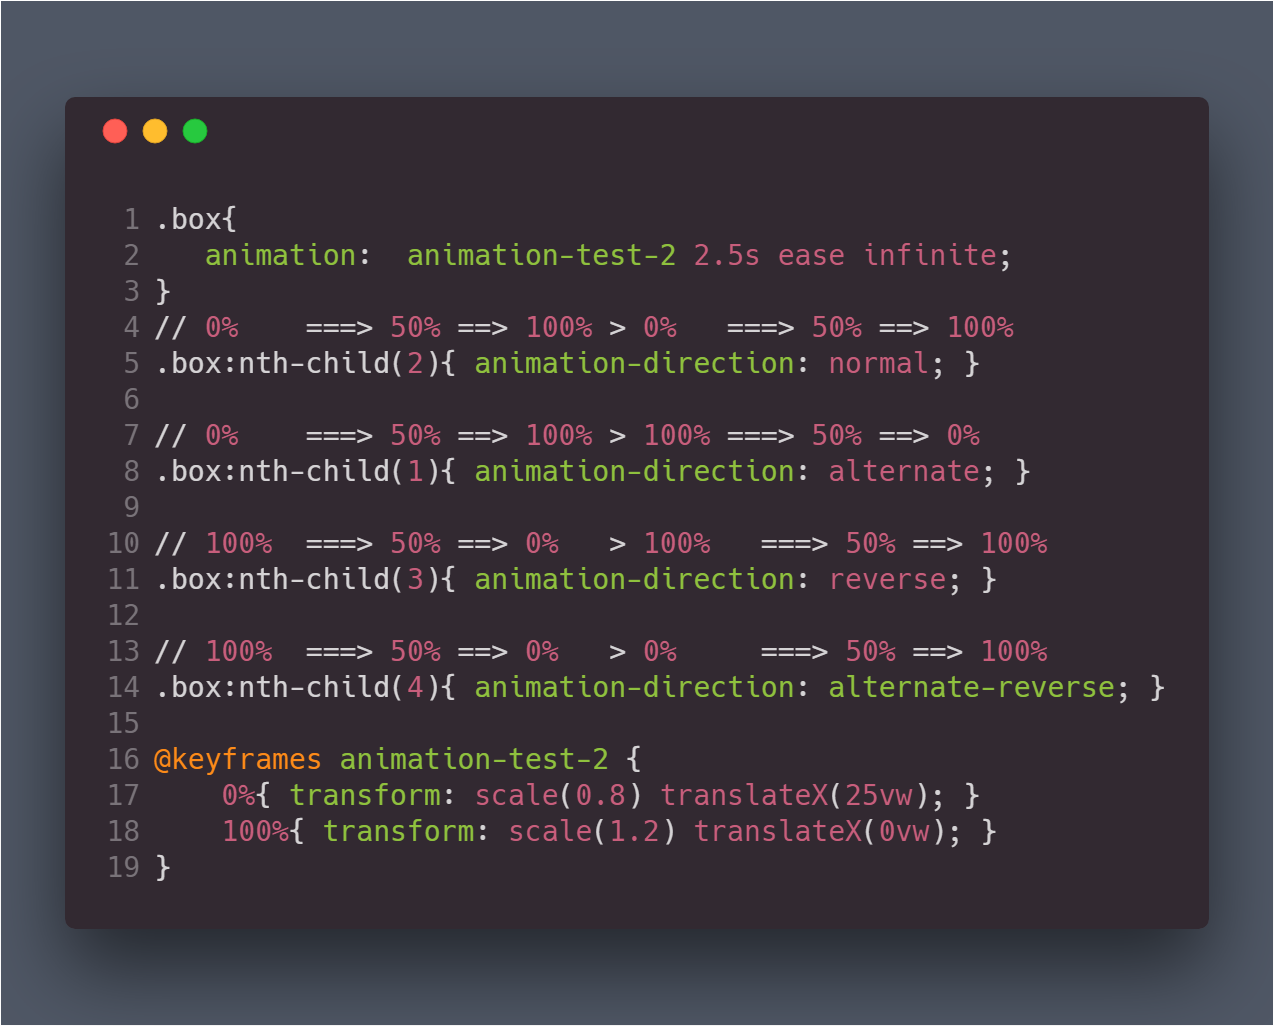 1 .box{
2    animation:  animation-test-2 2.5s ease infinite;
3 }
4 // 0%    ===> 50% ==> 100% > 0%   ===> 50% ==> 100%
5 .box:nth-child(2){ animation-direction: normal; }
6
7 // 0%    ===> 50% ==> 100% > 100% ===> 50% ==> 0%
8 .box:nth-child(1){ animation-direction: alternate; }
9
10 // 100%  ===> 50% ==> 0%   > 100%   ===> 50% ==> 100%
11 .box:nth-child(3){ animation-direction: reverse; }
12
13 // 100%  ===> 50% ==> 0%   > 0%     ===> 50% ==> 100%
14 .box:nth-child(4){ animation-direction: alternate-reverse; }
15
16 @keyframes animation-test-2 {
17     0%{ transform: scale(0.8) translateX(25vw); }
18     100%{ transform: scale(1.2) translateX(0vw); }
19 }